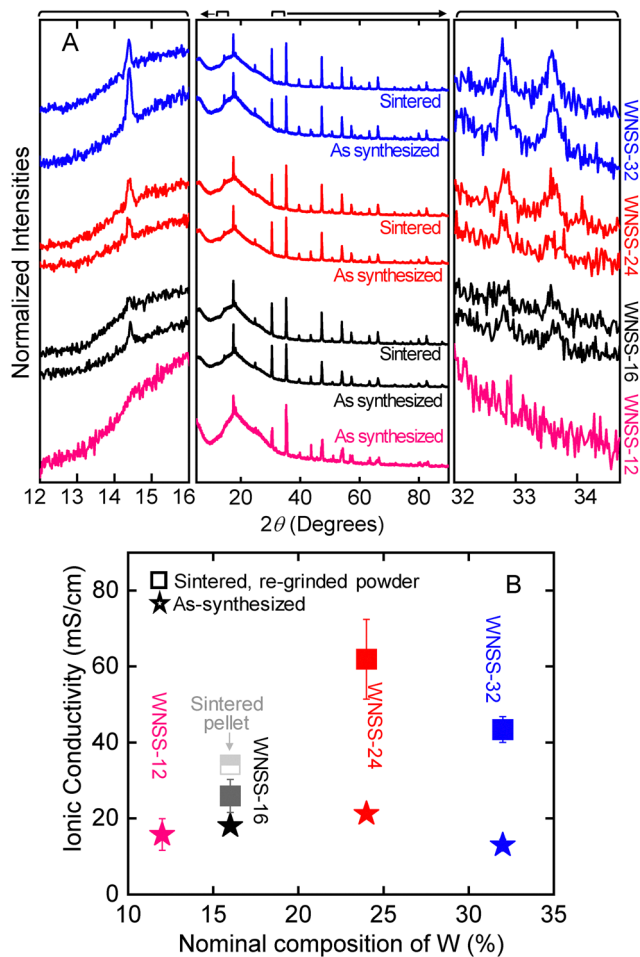 A
Normalized Intensities
Sintered
As synthesized
Sintered
As synthesized
Sintered
As synthesized
As synthesized
WNSS-32
WNSS-24
WNSS-16
WNSS-12
12 13 14 15 16
20 40 60 80
32 33 34
2θ (Degrees)
B
Ionic Conductivity (mS/cm)
80
60
40
20
0
Sintered, re-grinded powder
As-synthesized
WNSS-12
Sintered
pellet
WNSS-16
WNSS-24
WNSS-32
10 15 20 25 30 35
Nominal composition of W (%)